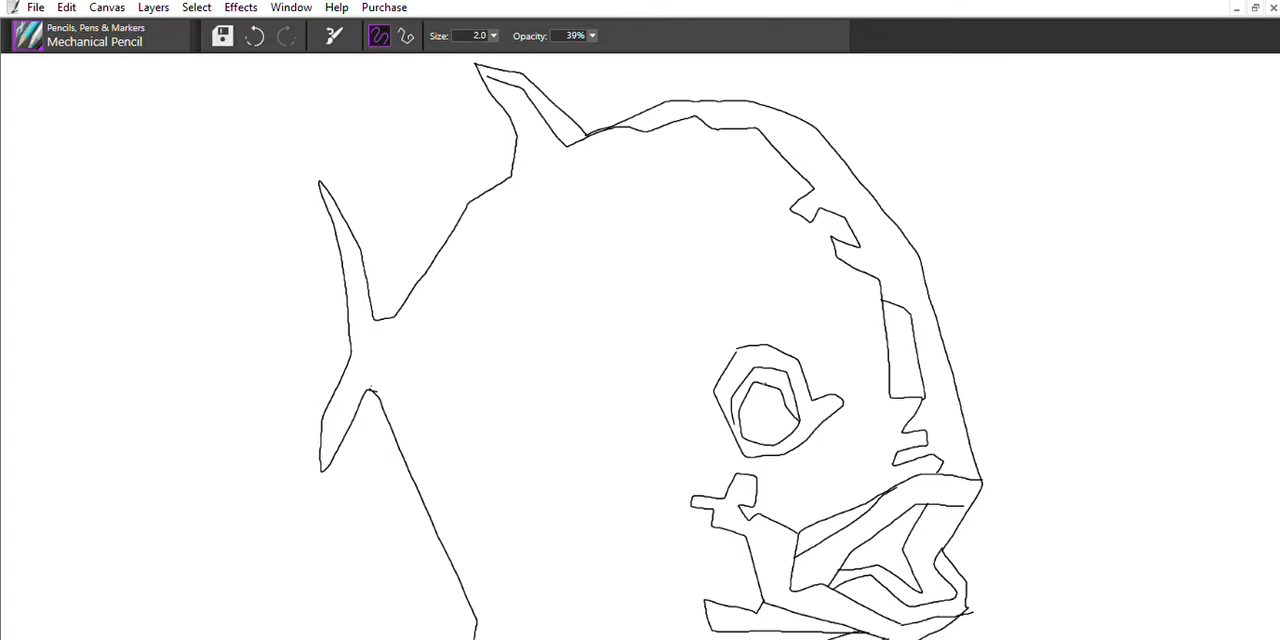 File Edit Canvas Layers Select Effects Window Help Purchase
Pencils, Pens & Markers
Mechanical Pencil
Size: 2.0 Opacity: 39%